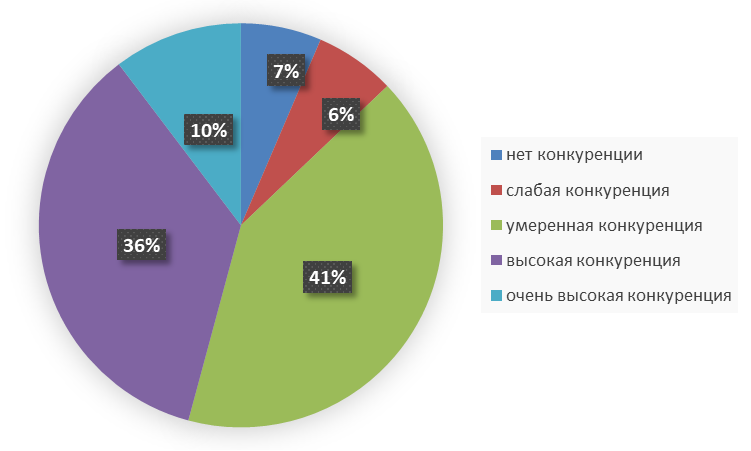 7%
6%
10%
36%
41%
нет конкуренции
слабая конкуренция
умеренная конкуренция
высокая конкуренция
очень высокая конкуренция